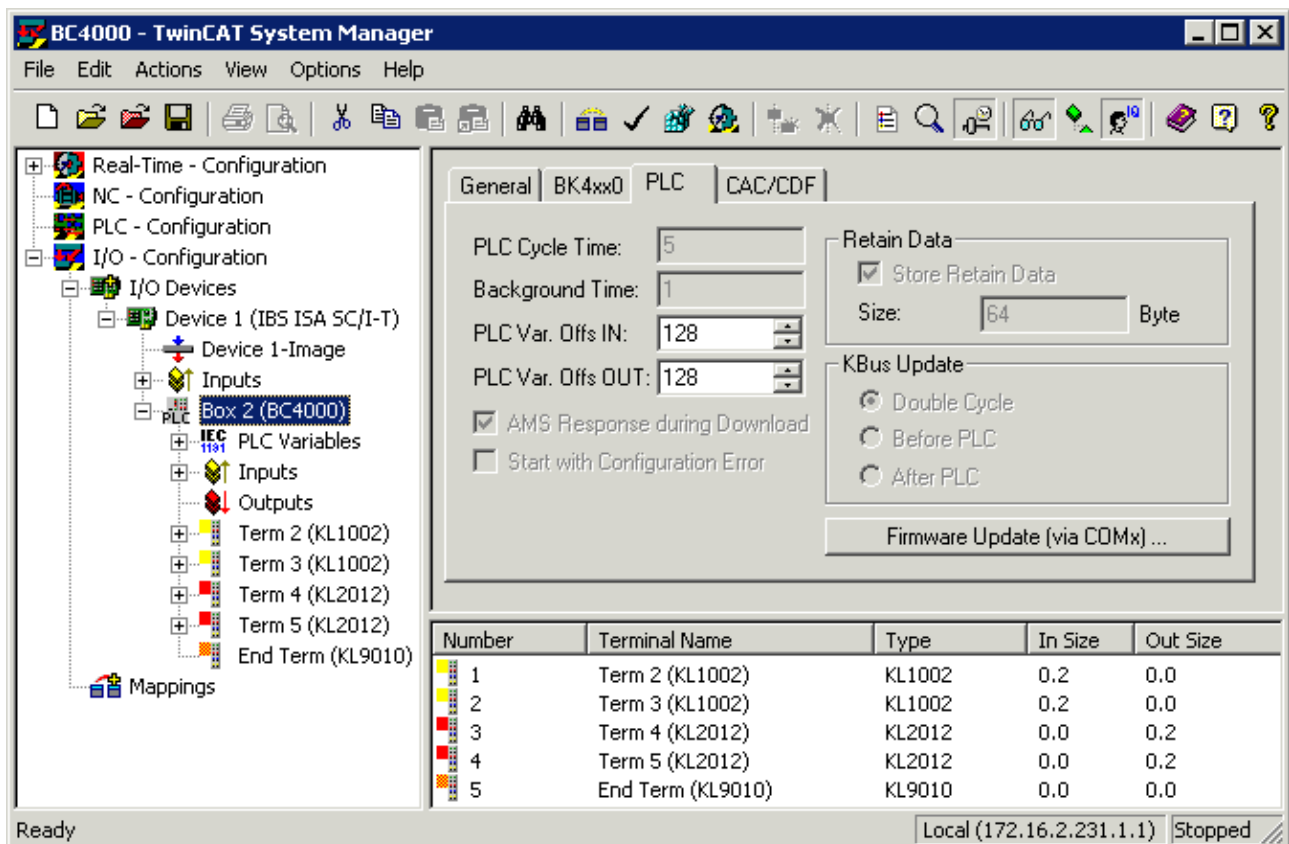 BC4000 - TwinCAT System Manager
File Edit Actions View Options Help
Real-Time - Configuration
NC - Configuration
PLC - Configuration
I/O - Configuration
I/O Devices
Device 1 (IBS ISA SC/I-T)
Device 1-Image
Inputs
PLC Box 2 (BC4000)
IEC 1131 PLC Variables
Inputs
Outputs
Term 2 (KL1002)
Term 3 (KL1002)
Term 4 (KL2012)
Term 5 (KL2012)
End Term (KL9010)
Mappings
General BK4xx0 PLC CAC/CDF
PLC Cycle Time: 5
Background Time: 1
PLC Var. Offs IN: 128
PLC Var. Offs OUT: 128
AMS Response during Download
Start with Configuration Error
Retain Data
Store Retain Data
Size: 64 Byte
KBus Update
Double Cycle
Before PLC
After PLC
Firmware Update (via COMx) ...
Number Terminal Name Type In Size Out Size
1 Term 2 (KL1002) KL1002 0.2 0.0
2 Term 3 (KL1002) KL1002 0.2 0.0
3 Term 4 (KL2012) KL2012 0.0 0.2
4 Term 5 (KL2012) KL2012 0.0 0.2
5 End Term (KL9010) KL9010 0.0 0.0
Ready Local (172.16.2.231.1.1) Stopped